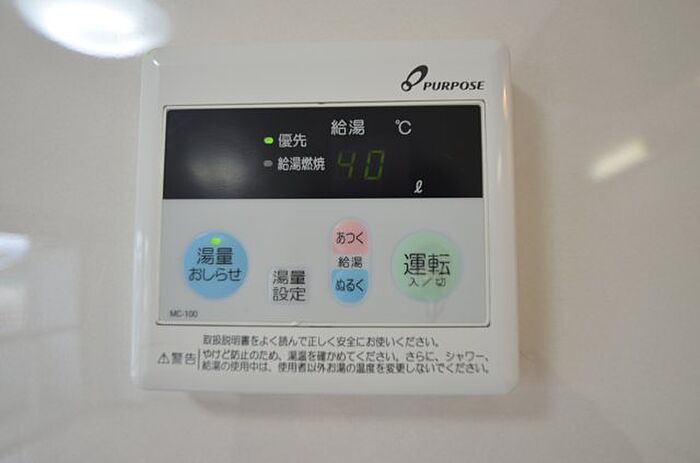 PURPOSE
給湯 ℃
優先
給湯燃焼 40
ℓ
湯量
おしらせ
湯量
設定
あつく
給湯
ぬるく
運転
入／切
MC-100
取扱説明書をよく読んで正しく安全にお使いください。
⚠警告 やけど防止のため、湯温を確かめてください。さらに、シャワー、
給湯の使用中は、使用者以外お湯の温度を変更しないでください。